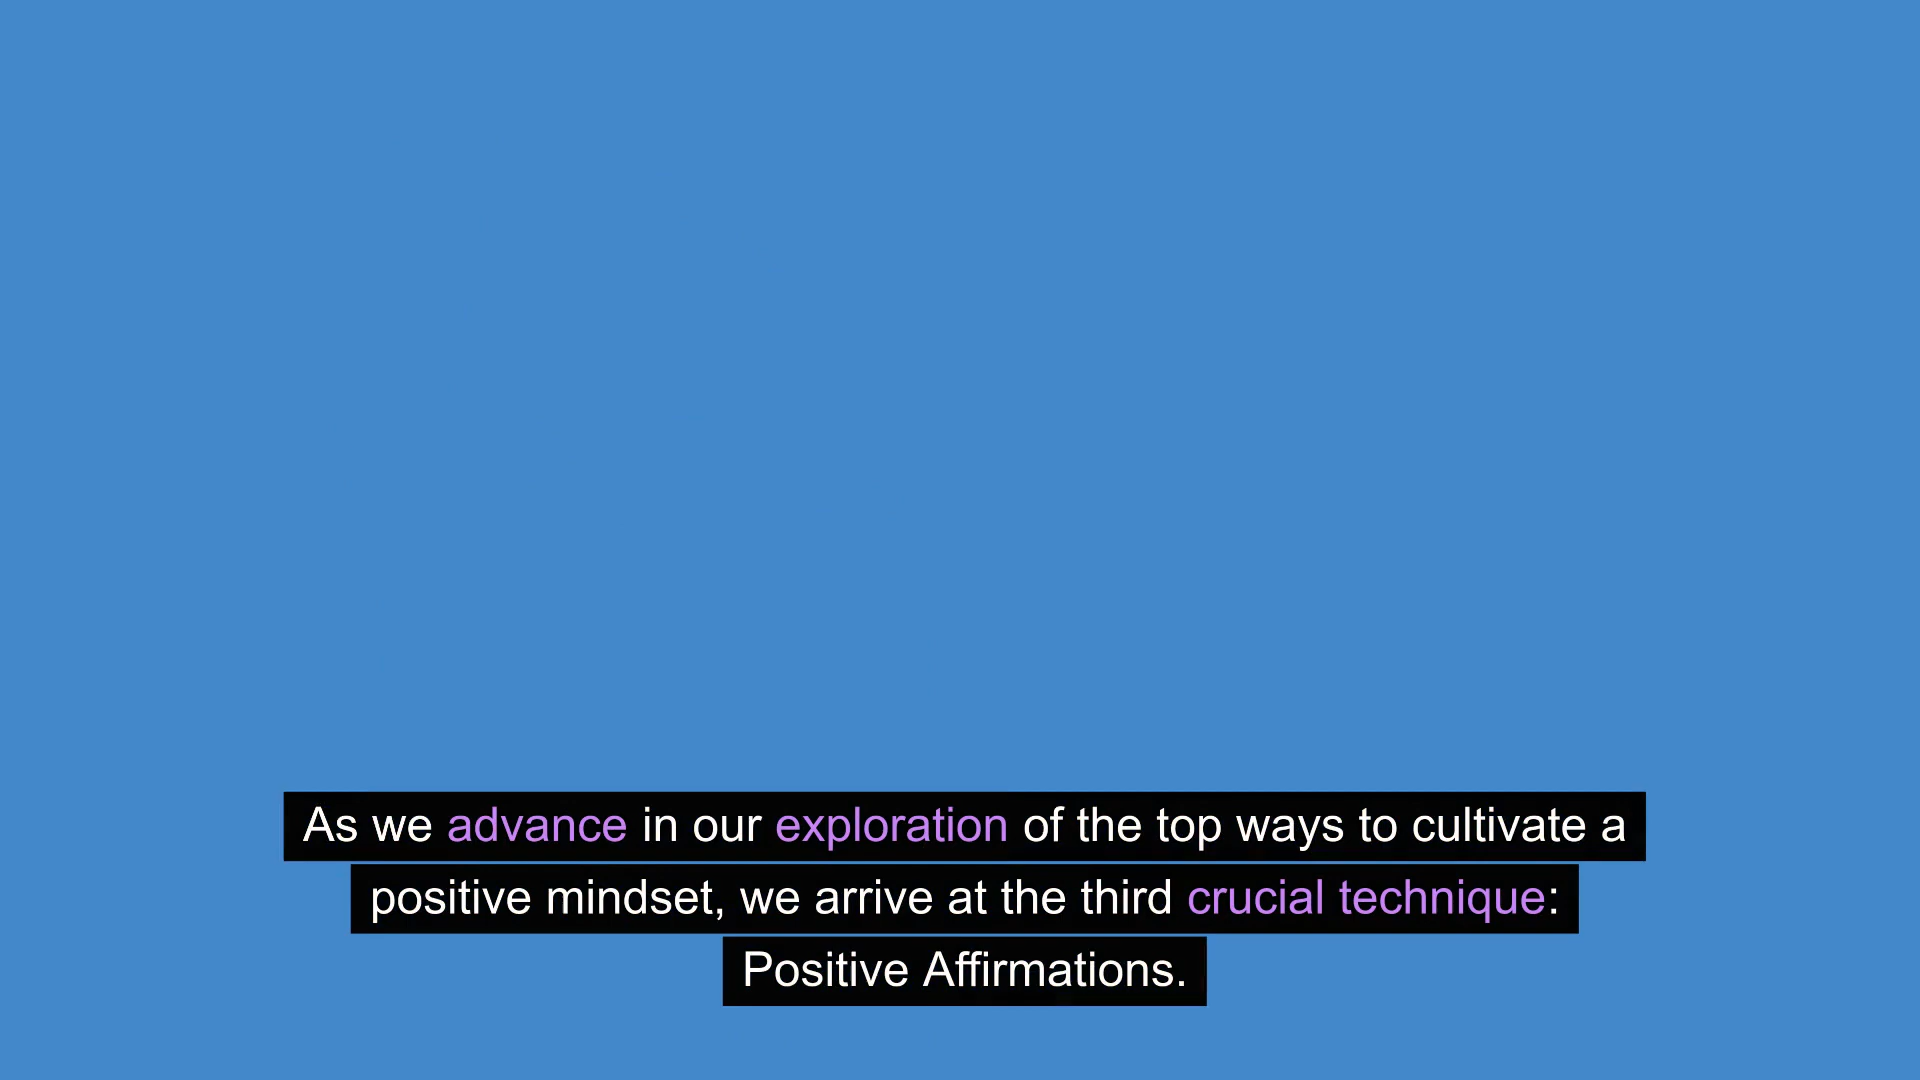 As we advance in our exploration of the top ways to cultivate a
positive mindset, we arrive at the third crucial technique:
Positive Affirmations.